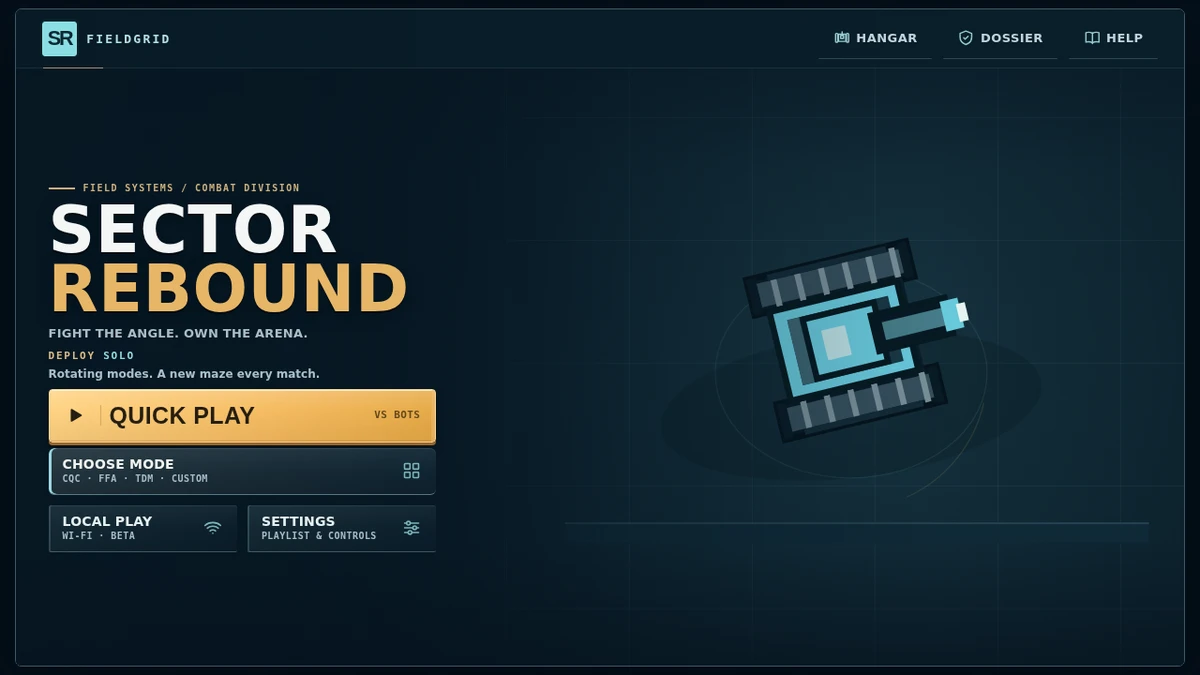 SR FIELDGRID
HANGAR
DOSSIER
HELP
FIELD SYSTEMS / COMBAT DIVISION
SECTOR
REBOUND
FIGHT THE ANGLE. OWN THE ARENA.
DEPLOY SOLO
Rotating modes. A new maze every match.
QUICK PLAY
VS BOTS
CHOOSE MODE
CQC · FFA · TDM · CUSTOM
LOCAL PLAY
WI-FI · BETA
SETTINGS
PLAYLIST & CONTROLS